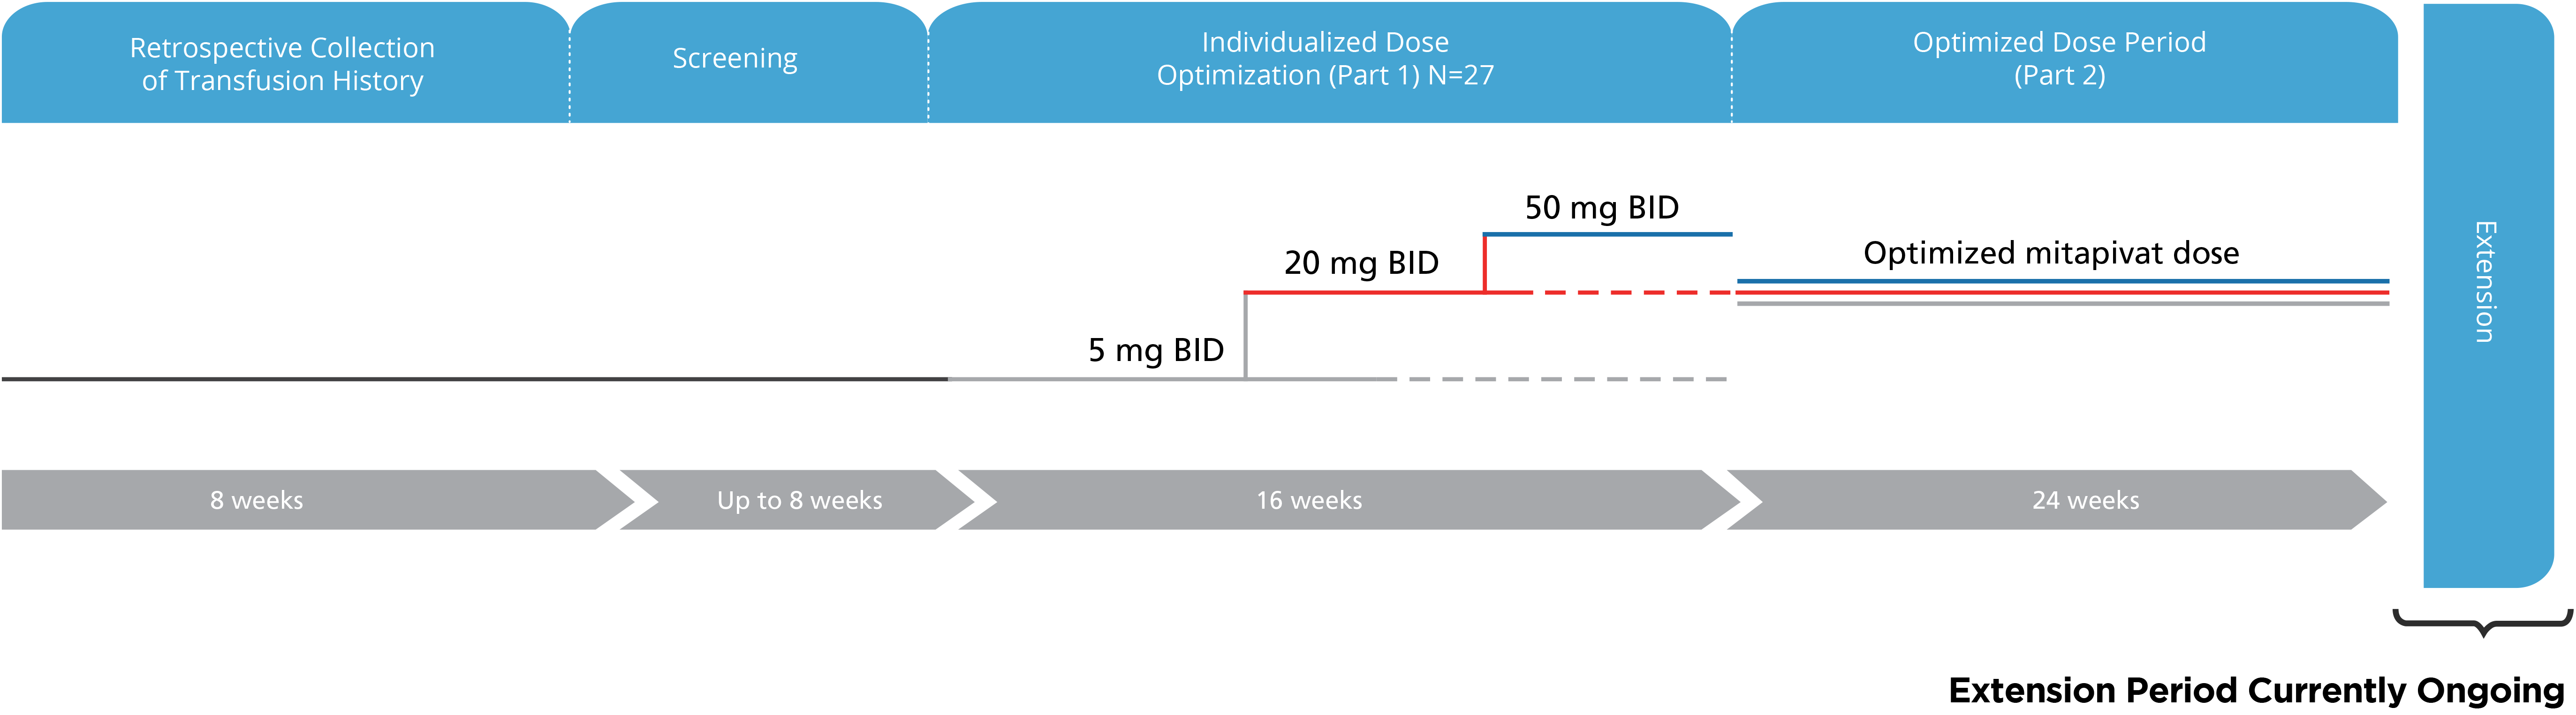 Retrospective Collection
of Transfusion History
Screening
Individualized Dose
Optimization (Part 1) N=27
Optimized Dose Period
(Part 2)
50 mg BID
20 mg BID
5 mg BID
Optimized mitapivat dose
Extension
8 weeks
Up to 8 weeks
16 weeks
24 weeks
Extension Period Currently Ongoing